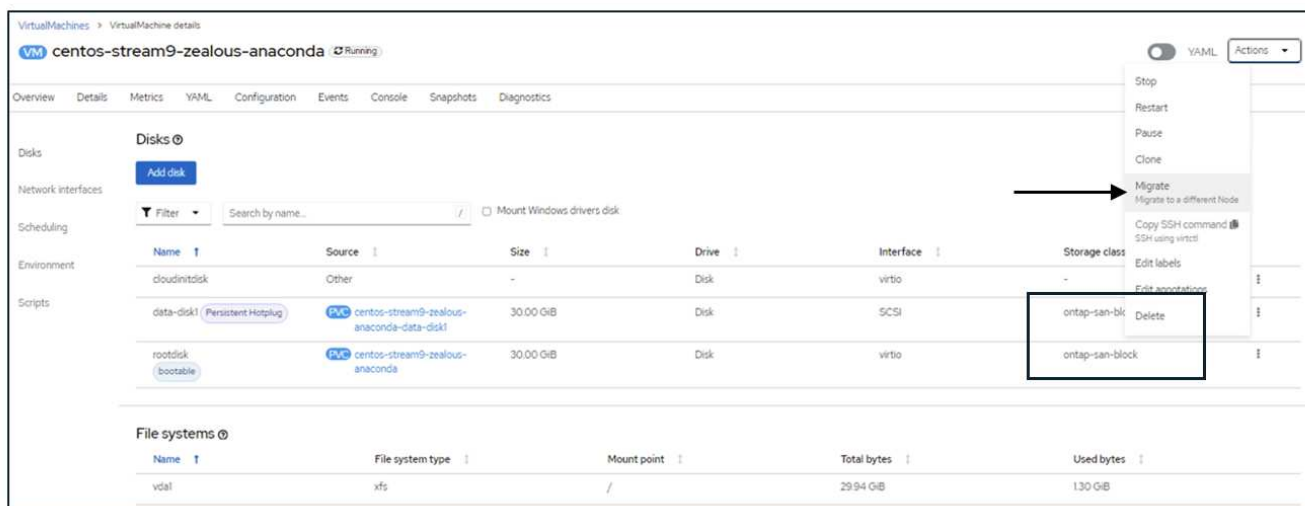 VirtualMachines > VirtualMachine details
VM centos-stream9-zealous-anaconda Running
YAML Actions
Overview Details Metrics YAML Configuration Events Console Snapshots Diagnostics
Stop
Restart
Pause
Clone
Migrate
Migrate to a different Node
Copy SSH command
SSH using virtctl
Edit labels
Edit annotations
Delete
Disks
Network interfaces
Scheduling
Environment
Scripts
Disks
Add disk
Filter Search by name... / Mount Windows drivers disk
Name Source Size Drive Interface Storage class
cloudinitdisk Other - Disk virtio -
data-disk1 Persistent Hotplug PVC centos-stream9-zealous- 30.00 GiB Disk SCSI ontap-san-blo
anaconda-data-disk1
rootdisk PVC centos-stream9-zealous- 30.00 GiB Disk virtio ontap-san-block
bootable anaconda
File systems
Name File system type Mount point Total bytes Used bytes
vda1 xfs / 29.94 GiB 1.30 GiB